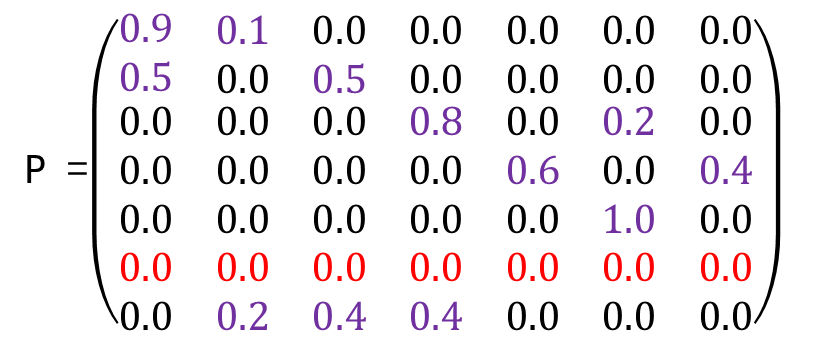 0.9 0.1 0.0 0.0 0.0 0.0 0.0
0.5 0.0 0.5 0.0 0.0 0.0 0.0
0.0 0.0 0.0 0.8 0.0 0.2 0.0
P = 0.0 0.0 0.0 0.0 0.6 0.0 0.4
0.0 0.0 0.0 0.0 0.0 1.0 0.0
0.0 0.0 0.0 0.0 0.0 0.0 0.0
0.0 0.2 0.4 0.4 0.0 0.0 0.0